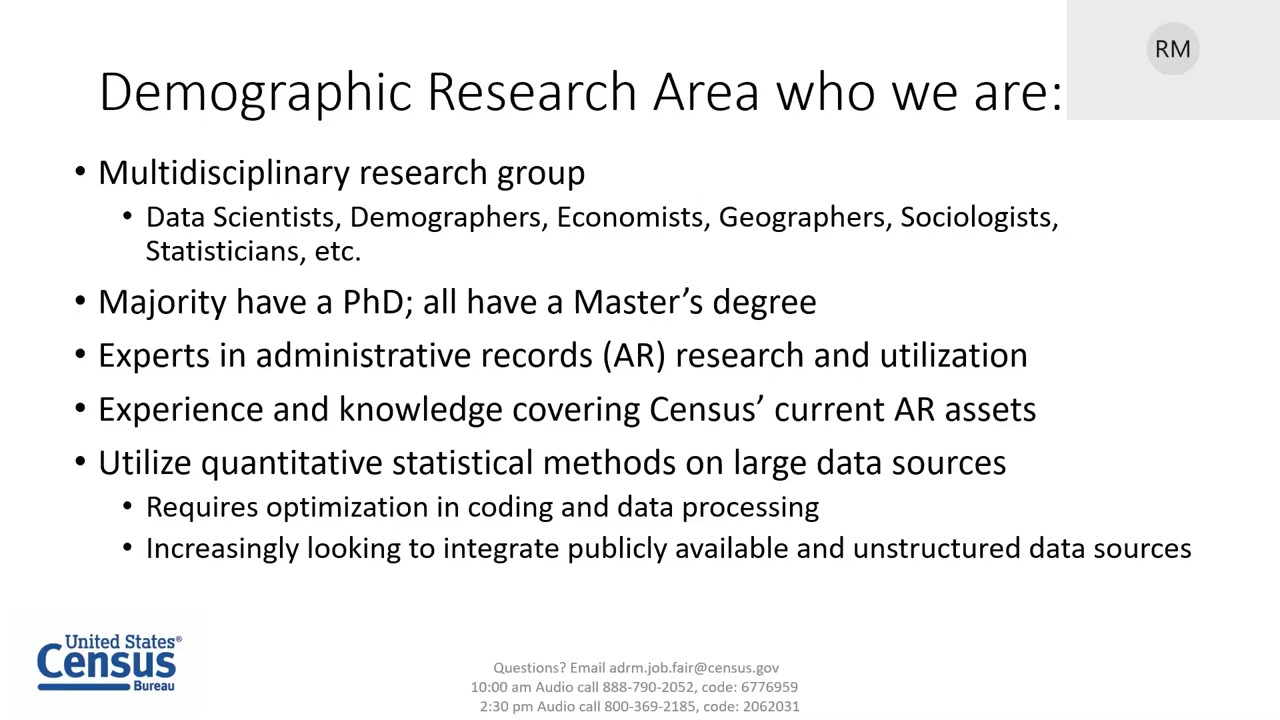 RM
Demographic Research Area who we are:
• Multidisciplinary research group
• Data Scientists, Demographers, Economists, Geographers, Sociologists,
Statisticians, etc.
• Majority have a PhD; all have a Master’s degree
• Experts in administrative records (AR) research and utilization
• Experience and knowledge covering Census’ current AR assets
• Utilize quantitative statistical methods on large data sources
• Requires optimization in coding and data processing
• Increasingly looking to integrate publicly available and unstructured data sources
United States®
Census
Bureau
Questions? Email adrm.job.fair@census.gov
10:00 am Audio call 888-790-2052, code: 6776959
2:30 pm Audio call 800-369-2185, code: 2062031